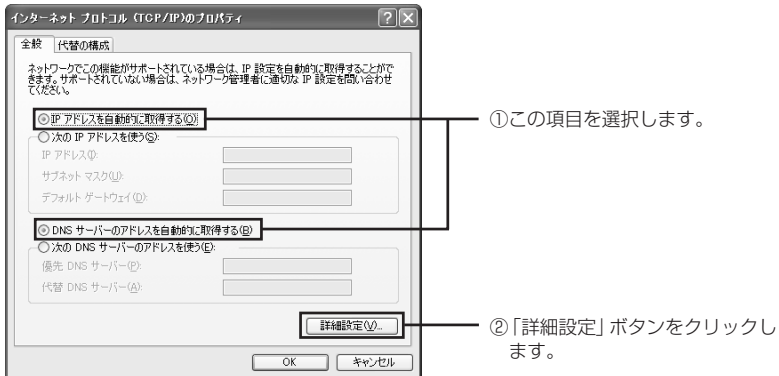 インターネット プロトコル (TCP/IP)のプロパティ
全般 代替の構成
ネットワークでこの機能がサポートされている場合は、IP 設定を自動的に取得することがで
きます。サポートされていない場合は、ネットワーク管理者に適切な IP 設定を問い合わせ
てください。
IP アドレスを自動的に取得する(O)
次の IP アドレスを使う(S):
IP アドレス(I):
サブネット マスク(U):
デフォルト ゲートウェイ(D):
DNS サーバーのアドレスを自動的に取得する(B)
次の DNS サーバーのアドレスを使う(E):
優先 DNS サーバー(P):
代替 DNS サーバー(A):
詳細設定(V)...
OK キャンセル
①この項目を選択します。
②「詳細設定」ボタンをクリックし
ます。